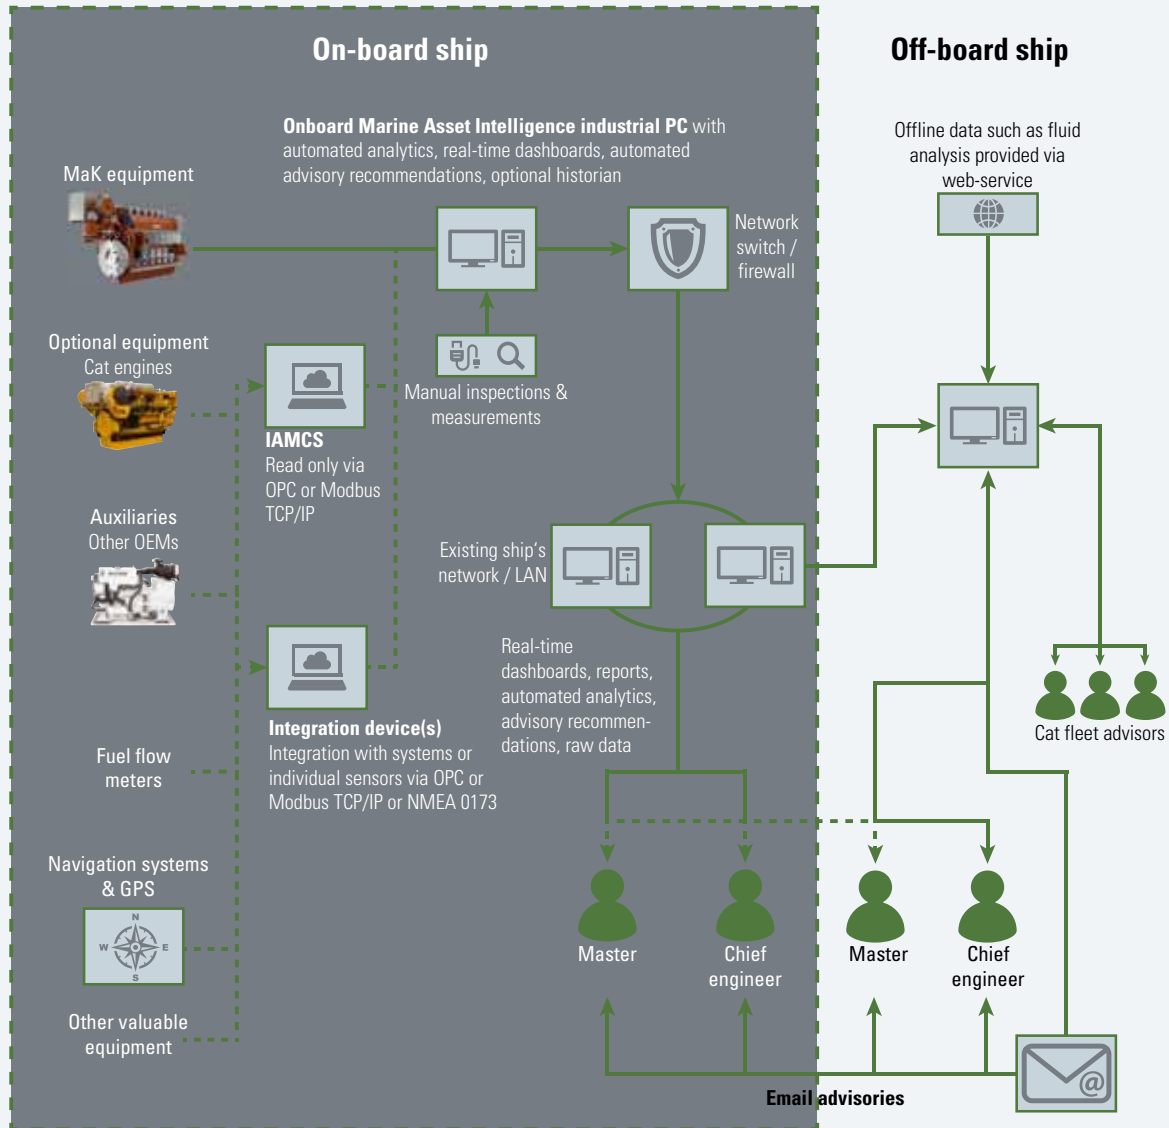 On-board ship
Off-board ship
Onboard Marine Asset Intelligence industrial PC with
automated analytics, real-time dashboards, automated
advisory recommendations, optional historian
Offline data such as fluid
analysis provided via
web-service
MaK equipment
Network
switch /
firewall
Optional equipment
Cat engines
Manual inspections &
measurements
IAMCS
Read only via
OPC or Modbus
TCP/IP
Auxiliaries
Other OEMs
Existing ship's
network / LAN
Real-time
dashboards, reports,
automated analytics,
advisory recommen-
dations, raw data
Integration device(s)
Integration with systems or
individual sensors via OPC or
Modbus TCP/IP or NMEA 0173
Cat fleet advisors
Fuel flow
meters
Navigation systems
& GPS
N
W
E
S
Master
Chief
engineer
Master
Chief
engineer
Other valuable
equipment
@
Email advisories